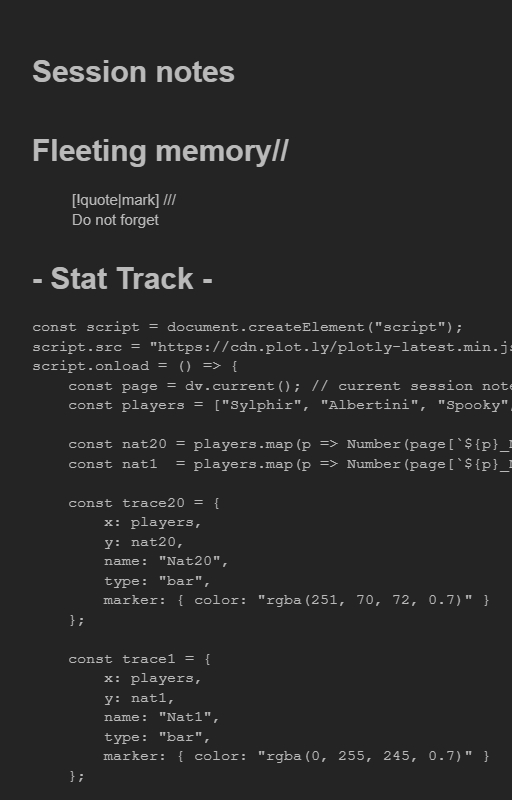 Session notes
Fleeting memory//
[!quote|mark] ///
Do not forget
- Stat Track -
const script = document.createElement("script");
script.src = "https://cdn.plot.ly/plotly-latest.min.js
script.onload = () => {
const page = dv.current(); // current session note
const players = ["Sylphir", "Albertini", "Spooky",
const nat20 = players.map(p => Number(page[`${p}_N
const nat1  = players.map(p => Number(page[`${p}_N
const trace20 = {
x: players,
y: nat20,
name: "Nat20",
type: "bar",
marker: { color: "rgba(251, 70, 72, 0.7)" }
};
const trace1 = {
x: players,
y: nat1,
name: "Nat1",
type: "bar",
marker: { color: "rgba(0, 255, 245, 0.7)" }
};